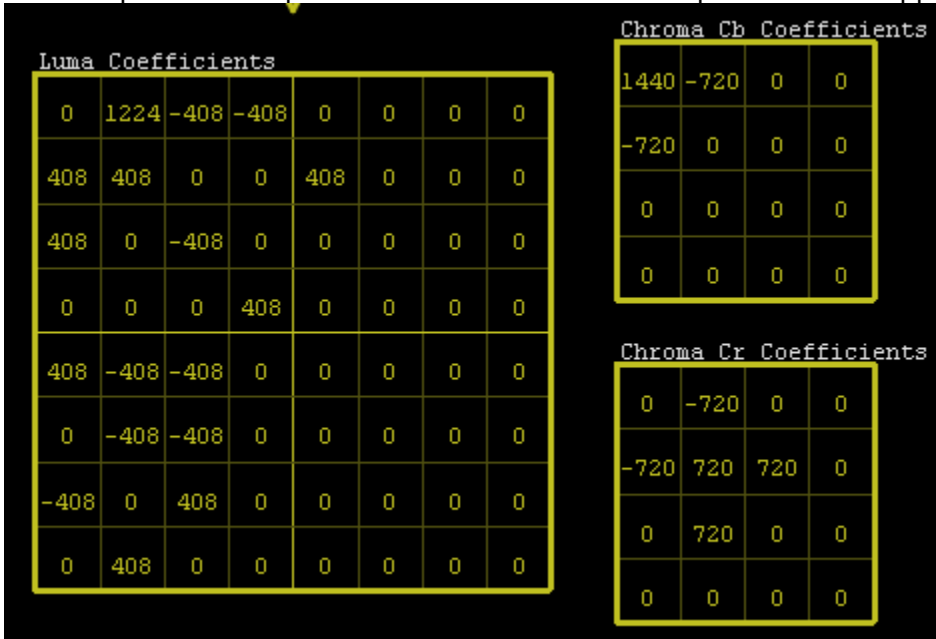 Luma Coefficients
0 1224 -408 -408 0 0 0 0
408 408 0 0 408 0 0 0
408 0 -408 0 0 0 0 0
0 0 0 408 0 0 0 0
408 -408 -408 0 0 0 0 0
0 -408 -408 0 0 0 0 0
-408 0 408 0 0 0 0 0
0 408 0 0 0 0 0 0
Chroma Cb Coefficients
1440 -720 0 0
-720 0 0 0
0 0 0 0
0 0 0 0
Chroma Cr Coefficients
0 -720 0 0
-720 720 720 0
0 720 0 0
0 0 0 0